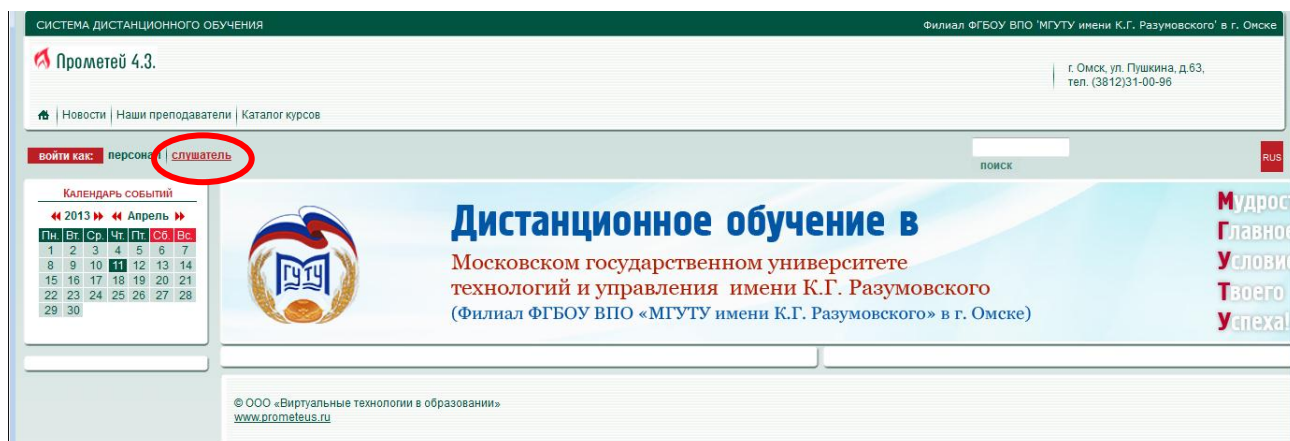 СИСТЕМА ДИСТАНЦИОННОГО ОБУЧЕНИЯ
Филиал ФГБОУ ВПО 'МГУТУ имени К.Г. Разумовского' в г. Омске
Прометей 4.3.
г. Омск, ул. Пушкина, д.63,
тел. (3812)31-00-96
Новости | Наши преподаватели | Каталог курсов
войти как: персонал | слушатель
поиск
RUS
Календарь событий
2013 Апрель
Пн. Вт. Ср. Чт. Пт. Сб. Вс.
1 2 3 4 5 6 7
8 9 10 11 12 13 14
15 16 17 18 19 20 21
22 23 24 25 26 27 28
29 30
ГУТУ
Дистанционное обучение в
Московском государственном университете
технологий и управления имени К.Г. Разумовского
(Филиал ФГБОУ ВПО «МГУТУ имени К.Г. Разумовского» в г. Омске)
Мудрост
Главное
Услови
Твоего
Успеха!
© ООО «Виртуальные технологии в образовании»
www.prometeus.ru